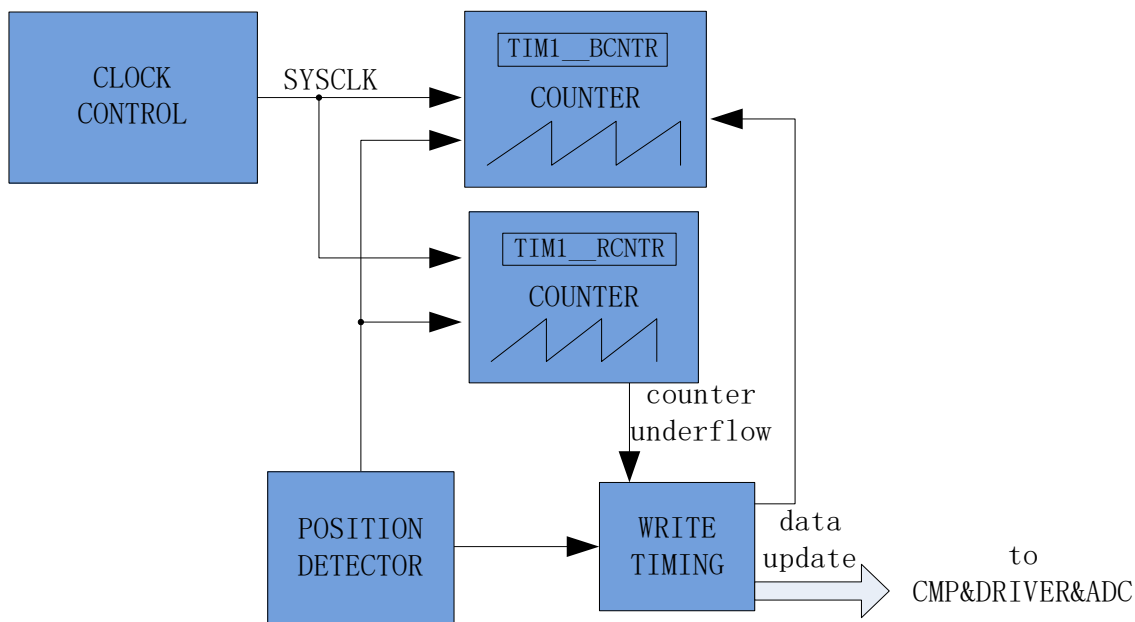 CLOCK
CONTROL
SYSCLK
TIM1__BCNTR
COUNTER
TIM1__RCNTR
COUNTER
counter
underflow
POSITION
DETECTOR
WRITE
TIMING
data
update
to
CMP&DRIVER&ADC